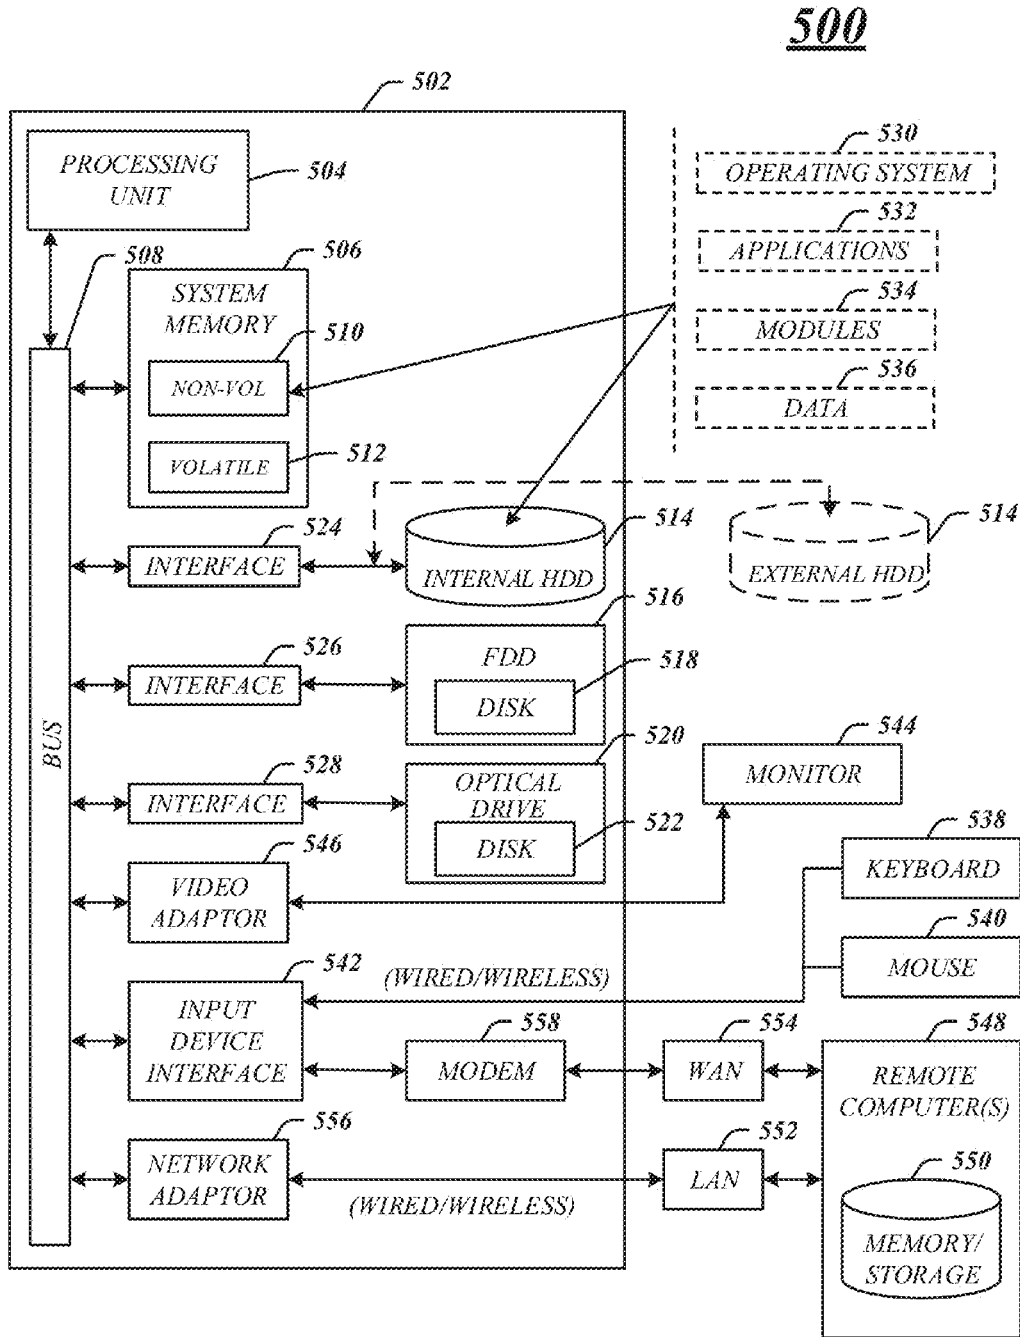 500
502
PROCESSING
UNIT
504
508
506
SYSTEM
MEMORY
510
NON-VOL
512
VOLATILE
530
OPERATING SYSTEM
532
APPLICATIONS
534
MODULES
536
DATA
524
INTERFACE
514
INTERNAL HDD
514
EXTERNAL HDD
516
526
INTERFACE
FDD
518
DISK
BUS
520
528
INTERFACE
OPTICAL
DRIVE
522
DISK
544
MONITOR
546
VIDEO
ADAPTOR
538
KEYBOARD
540
MOUSE
542
(WIRED/WIRELESS)
INPUT
DEVICE
INTERFACE
558
MODEM
554
WAN
548
REMOTE
COMPUTER(S)
556
NETWORK
ADAPTOR
(WIRED/WIRELESS)
552
LAN
550
MEMORY/
STORAGE